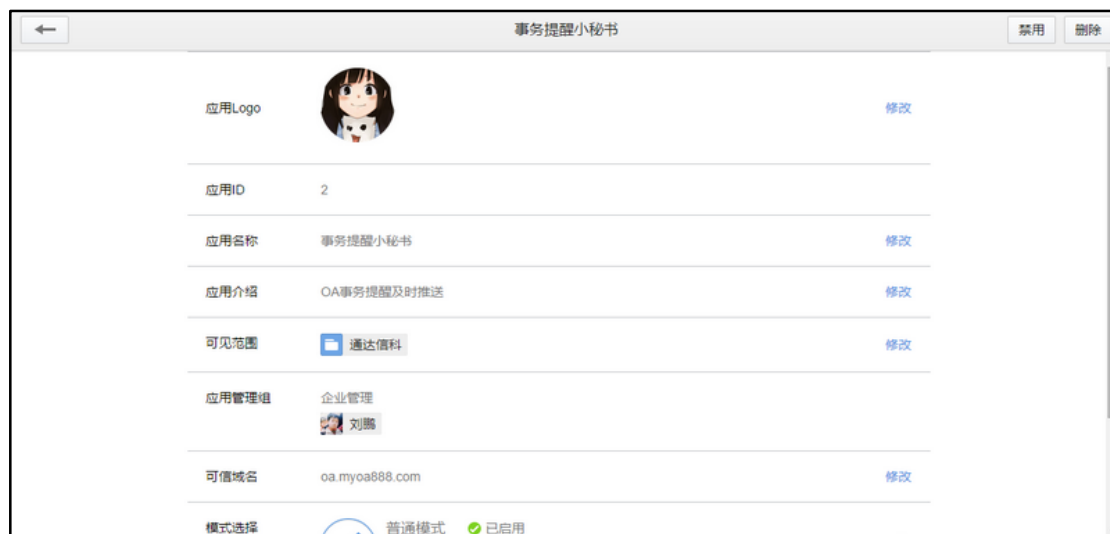 事务提醒小秘书
禁用
删除
应用Logo
修改
应用ID
2
应用名称
事务提醒小秘书
修改
应用介绍
OA事务提醒及时推送
修改
可见范围
通达信科
修改
应用管理组
企业管理
刘鹏
可信域名
oa.myoa888.com
修改
模式选择
普通模式
已启用